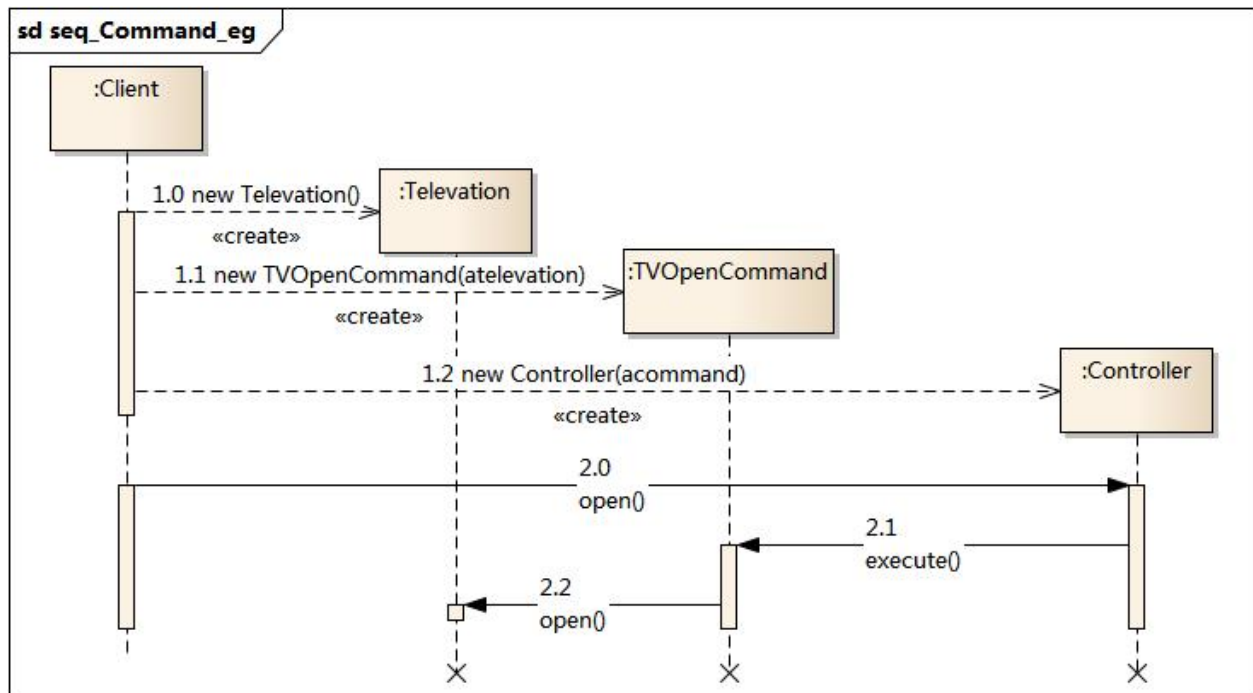 sd seq_Command_eg
:Client
:Televation
1.0 new Televation()
«create»
:TVOpenCommand
1.1 new TVOpenCommand(atelevation)
«create»
:Controller
1.2 new Controller(acommand)
«create»
2.0
open()
2.1
execute()
2.2
open()